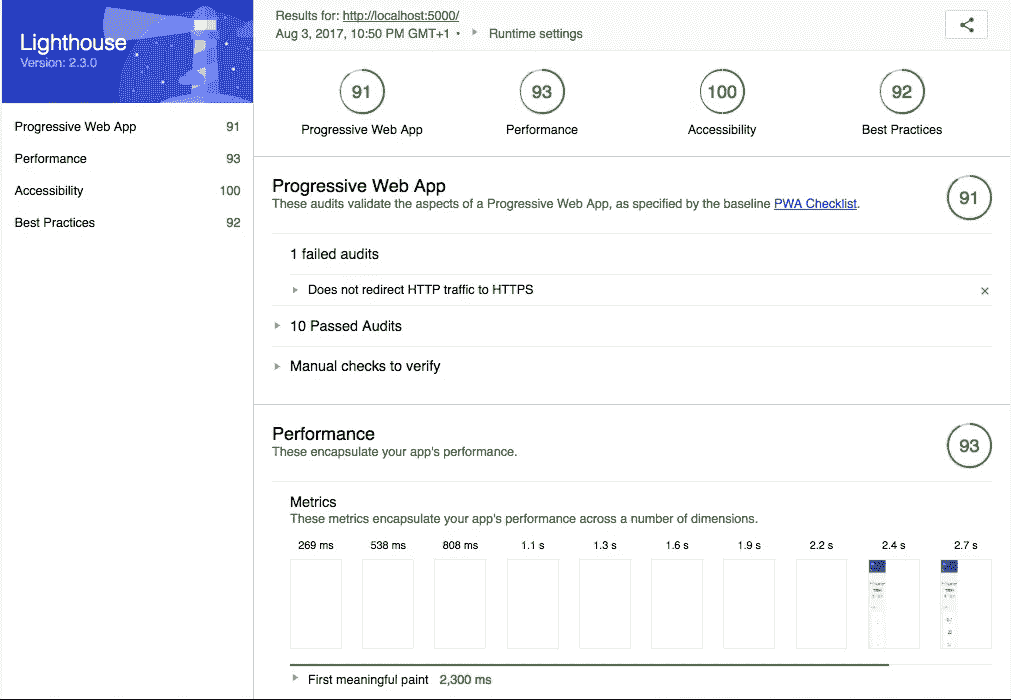 Lighthouse
Version: 2.3.0
Progressive Web App 91
Performance 93
Accessibility 100
Best Practices 92
Results for: http://localhost:5000/
Aug 3, 2017, 10:50 PM GMT+1 • Runtime settings
91 93 100 92
Progressive Web App Performance Accessibility Best Practices
Progressive Web App
These audits validate the aspects of a Progressive Web App, as specified by the baseline PWA Checklist.
91
1 failed audits
Does not redirect HTTP traffic to HTTPS
10 Passed Audits
Manual checks to verify
Performance
These encapsulate your app's performance.
93
Metrics
These metrics encapsulate your app's performance across a number of dimensions.
269 ms 538 ms 808 ms 1.1 s 1.3 s 1.6 s 1.9 s 2.2 s 2.4 s 2.7 s
First meaningful paint 2,300 ms